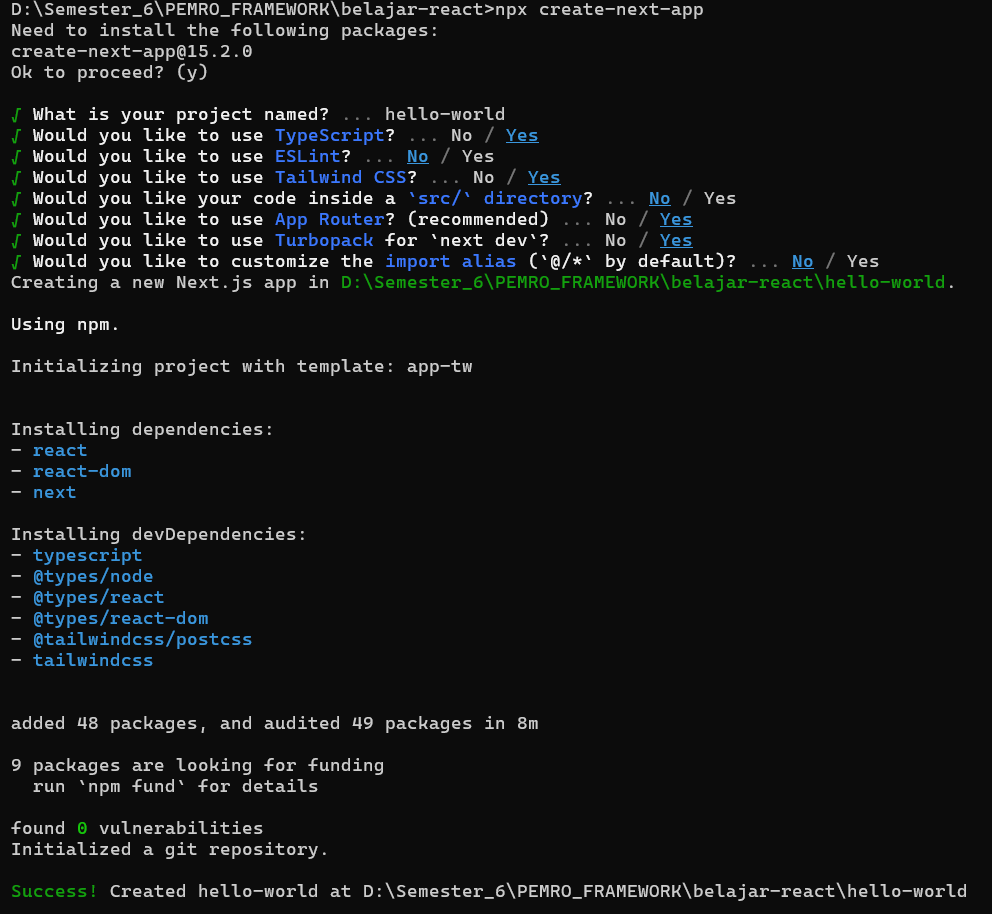 D:\Semester_6\PEMRO_FRAMEWORK\belajar-react>npx create-next-app
Need to install the following packages:
create-next-app@15.2.0
Ok to proceed? (y)
√ What is your project named? ... hello-world
√ Would you like to use TypeScript? ... No / Yes
√ Would you like to use ESLint? ... No / Yes
√ Would you like to use Tailwind CSS? ... No / Yes
√ Would you like your code inside a `src/` directory? ... No / Yes
√ Would you like to use App Router? (recommended) ... No / Yes
√ Would you like to use Turbopack for `next dev`? ... No / Yes
√ Would you like to customize the import alias (`@/*` by default)? ... No / Yes
Creating a new Next.js app in D:\Semester_6\PEMRO_FRAMEWORK\belajar-react\hello-world.
Using npm.
Initializing project with template: app-tw
Installing dependencies:
- react
- react-dom
- next
Installing devDependencies:
- typescript
- @types/node
- @types/react
- @types/react-dom
- @tailwindcss/postcss
- tailwindcss
added 48 packages, and audited 49 packages in 8m
9 packages are looking for funding
  run `npm fund` for details
found 0 vulnerabilities
Initialized a git repository.
Success! Created hello-world at D:\Semester_6\PEMRO_FRAMEWORK\belajar-react\hello-world